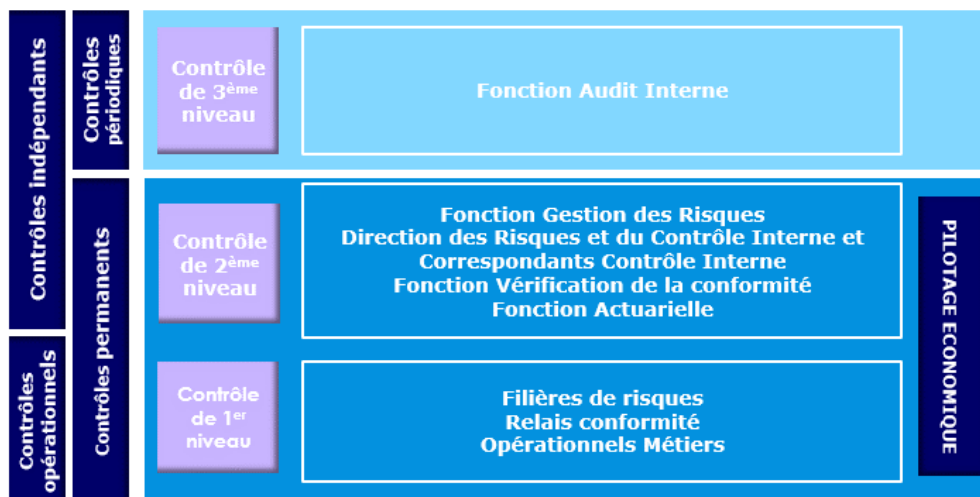 Contrôles indépendants
Contrôles
périodiques
Contrôle
de 3ème
niveau
Fonction Audit Interne
Contrôles permanents
Contrôle
de 2ème
niveau
Fonction Gestion des Risques
Direction des Risques et du Contrôle Interne et
Correspondants Contrôle Interne
Fonction Vérification de la conformité
Fonction Actuarielle
PILOTAGE ECONOMIQUE
Contrôles
opérationnels
Contrôle
de 1er
niveau
Filières de risques
Relais conformité
Opérationnels Métiers